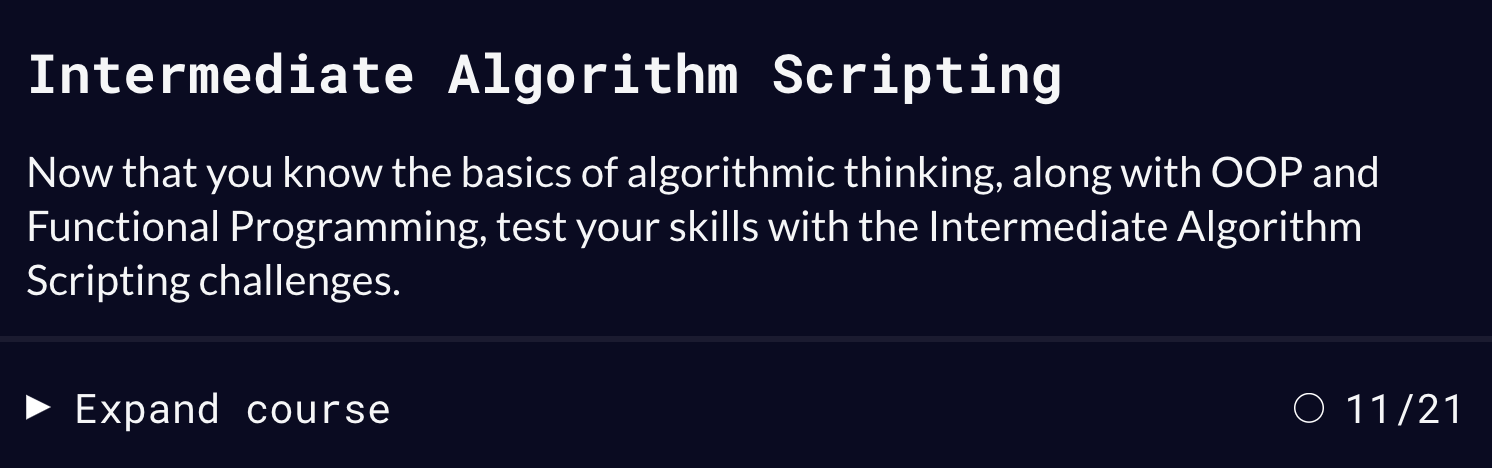 Intermediate Algorithm Scripting
Now that you know the basics of algorithmic thinking, along with OOP and
Functional Programming, test your skills with the Intermediate Algorithm
Scripting challenges.
Expand course
11/21